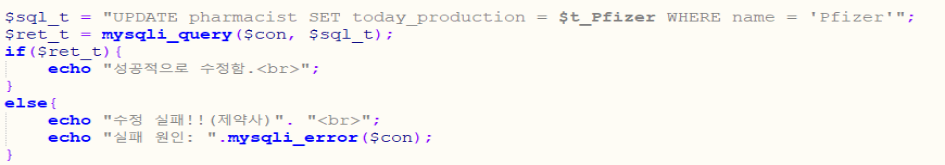 $sql_t = "UPDATE pharmacist SET today_production = $t_Pfizer WHERE name = 'Pfizer'";
$ret_t = mysqli_query($con, $sql_t);
if($ret_t){
    echo "성공적으로 수정함.<br>";
}
else{
    echo "수정 실패!!(제약사)". "<br>";
    echo "실패 원인: ".mysqli_error($con);
}